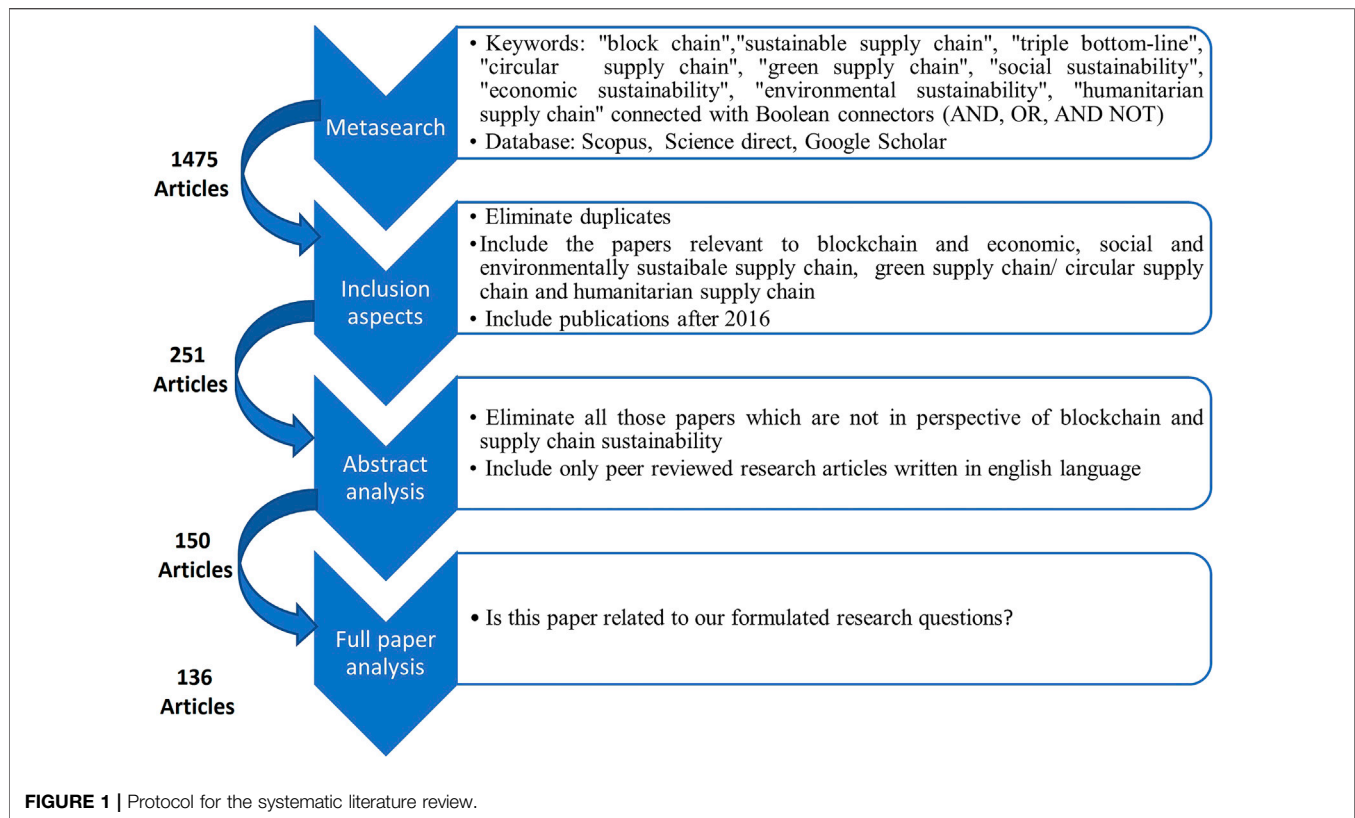 • Keywords: "block chain","sustainable supply chain", "triple bottom-line",
"circular supply chain", "green supply chain", "social sustainability",
"economic sustainability", "environmental sustainability", "humanitarian
supply chain" connected with Boolean connectors (AND, OR, AND NOT)
• Database: Scopus, Science direct, Google Scholar
Metasearch
1475
Articles
• Eliminate duplicates
•Include the papers relevant to blockchain and economic, social and
environmentally sustaibale supply chain, green supply chain/ circular supply
chain and humanitarian supply chain
• Include publications after 2016
Inclusion
aspects
251
Articles
• Eliminate all those papers which are not in perspective of blockchain and
supply chain sustainability
• Include only peer reviewed research articles written in english language
Abstract
analysis
150
Articles
• Is this paper related to our formulated research questions?
Full paper
analysis
136
Articles
FIGURE 1 | Protocol for the systematic literature review.